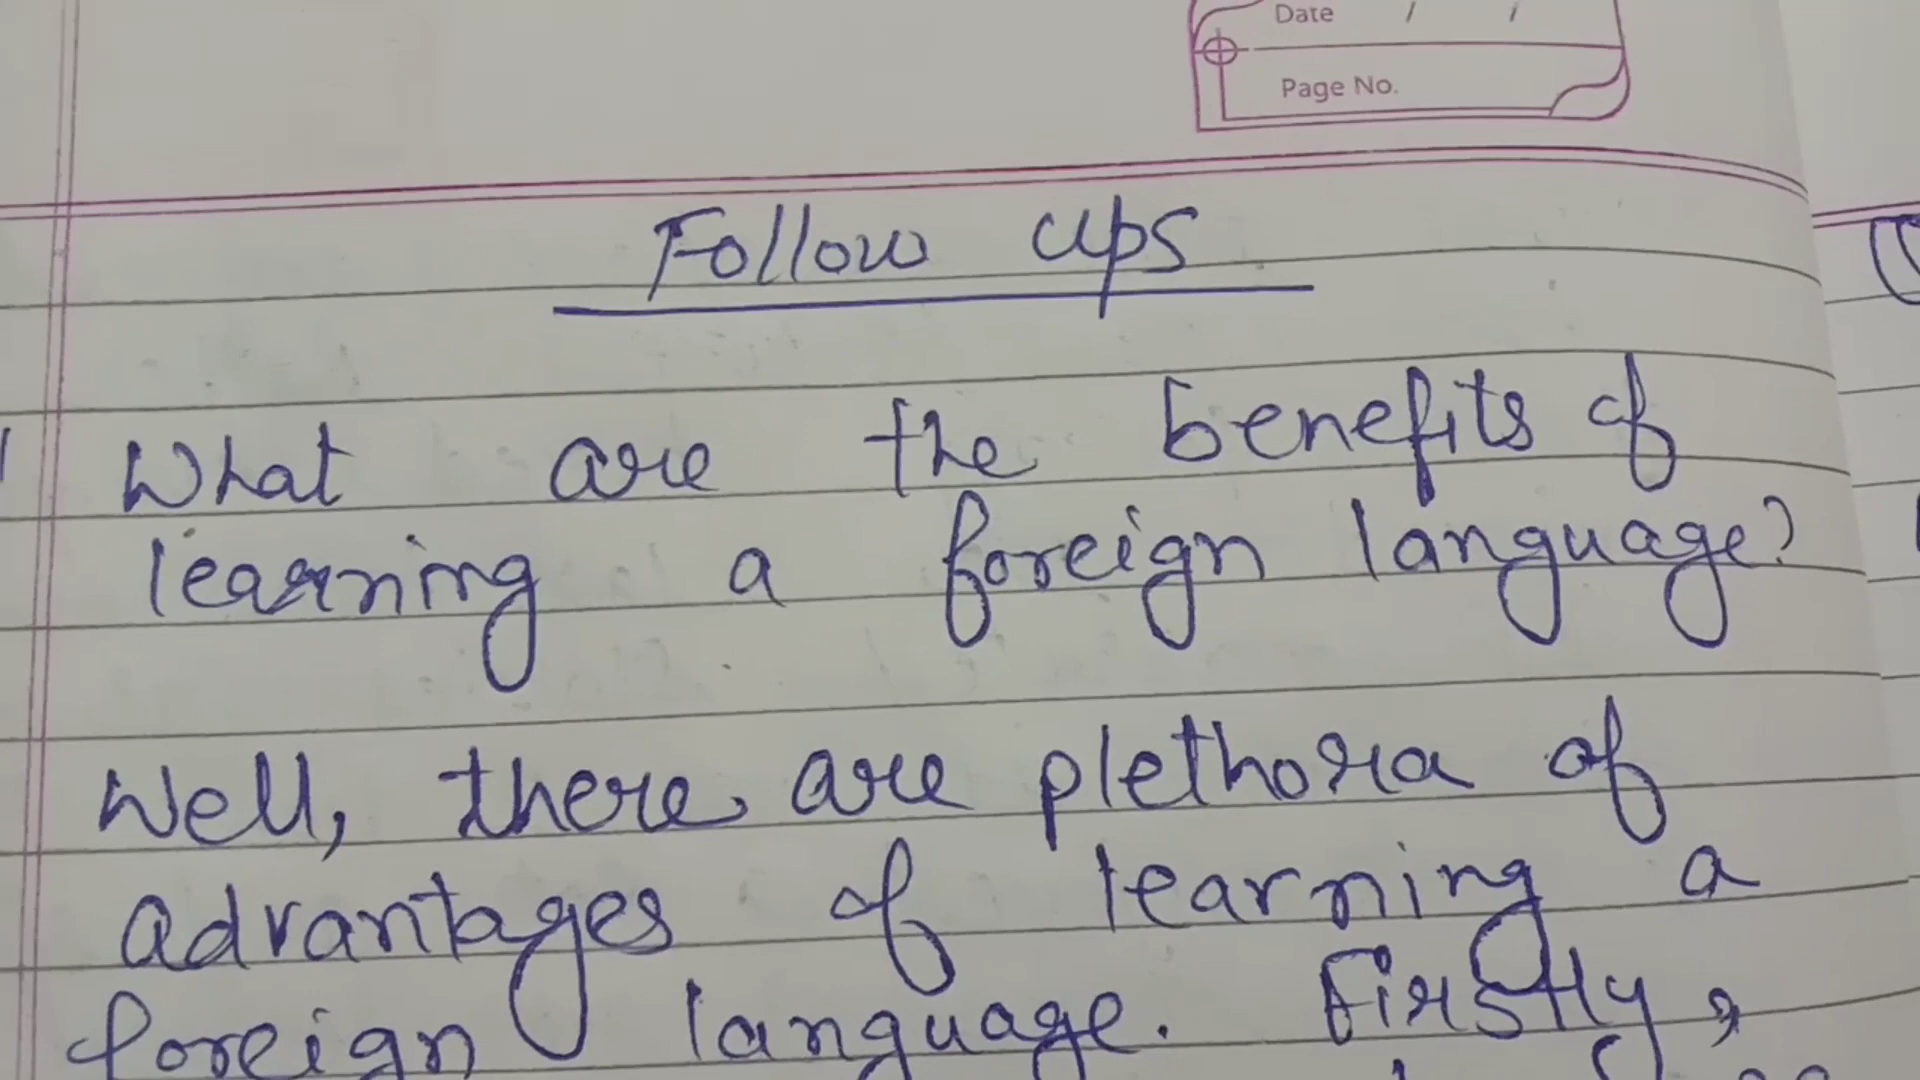 Date / /
Page No.
Follow ups
What are the benefits of
learning a foreign language?
Well, there are plethora of
advantages of learning a
foreign language. Firstly,